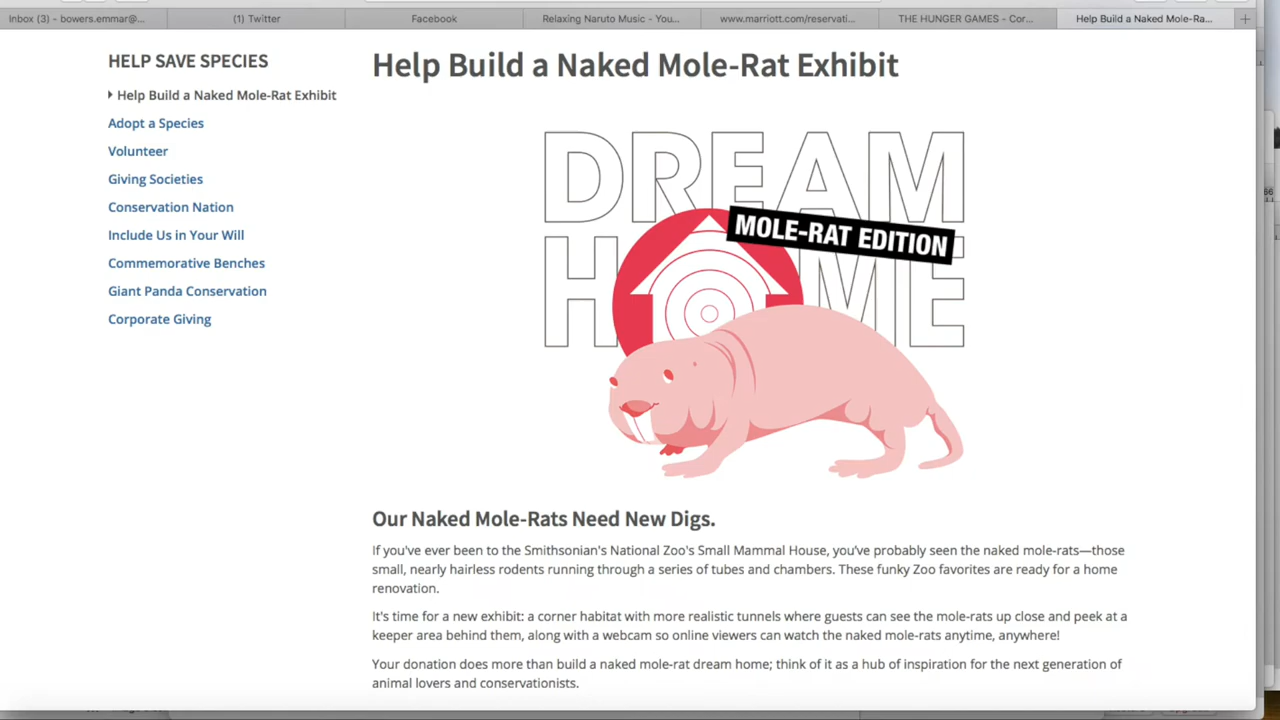 Inbox (3) – bowers.emmar@...
(1) Twitter
Facebook
Relaxing Naruto Music - You...
www.marriott.com/reservati...
THE HUNGER GAMES - Cor...
Help Build a Naked Mole-Ra...
HELP SAVE SPECIES
Help Build a Naked Mole-Rat Exhibit
Adopt a Species
Volunteer
Giving Societies
Conservation Nation
Include Us in Your Will
Commemorative Benches
Giant Panda Conservation
Corporate Giving
Help Build a Naked Mole-Rat Exhibit
DREAM
MOLE-RAT EDITION
HOME
Our Naked Mole-Rats Need New Digs.
If you've ever been to the Smithsonian's National Zoo's Small Mammal House, you've probably seen the naked mole-rats—those
small, nearly hairless rodents running through a series of tubes and chambers. These funky Zoo favorites are ready for a home
renovation.
It's time for a new exhibit: a corner habitat with more realistic tunnels where guests can see the mole-rats up close and peek at a
keeper area behind them, along with a webcam so online viewers can watch the naked mole-rats anytime, anywhere!
Your donation does more than build a naked mole-rat dream home; think of it as a hub of inspiration for the next generation of
animal lovers and conservationists.